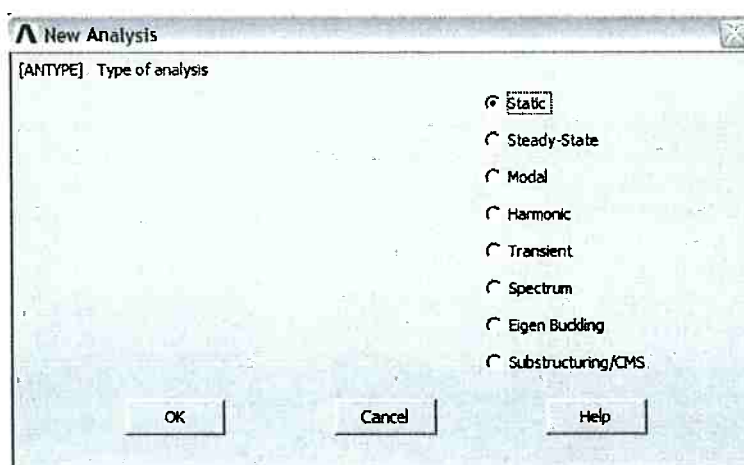 New Analysis
[ANTYPE] Type of analysis
Static
Steady-State
Modal
Harmonic
Transient
Spectrum
Eigen Buckling
Substructuring/CMS
OK Cancel Help